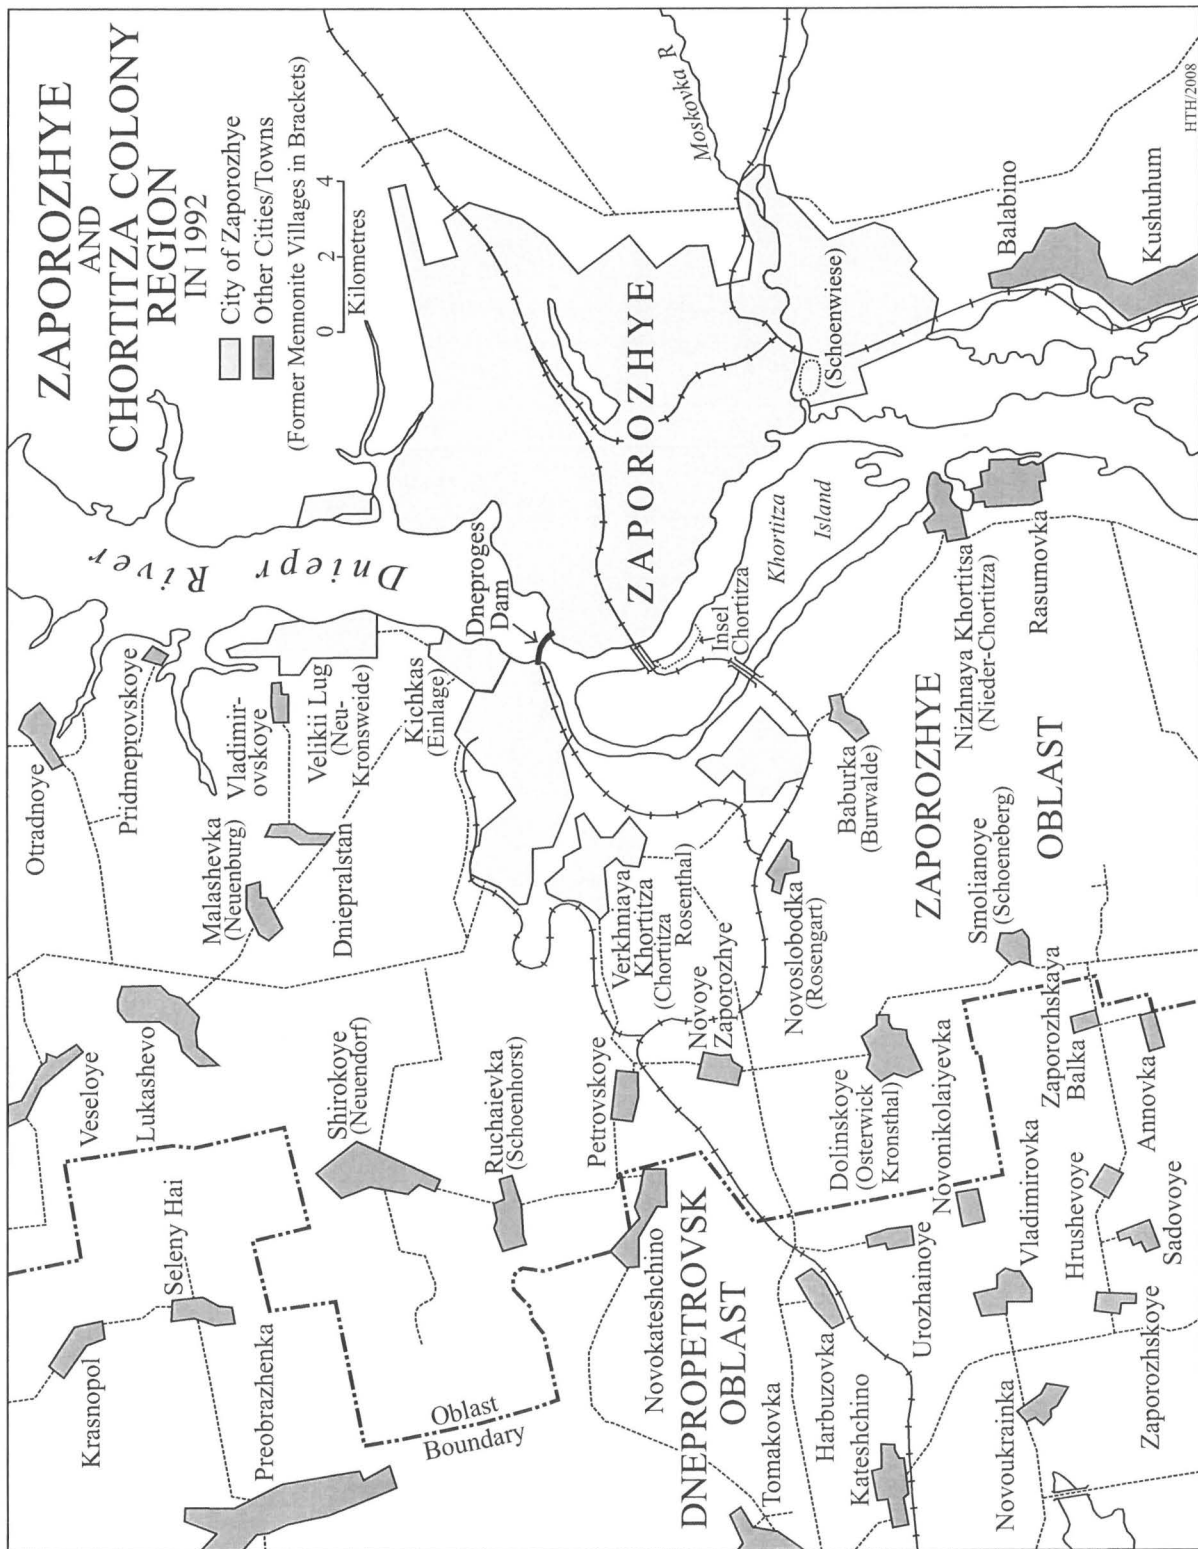 ZAPOROZHYE
AND
CHORTITZA COLONY
REGION
IN 1992
City of Zaporozhye
Other Cities/Towns
(Former Mennonite Villages in Brackets)
0 2 4
Kilometres
Krasnopol
Seleny Hai
Preobrazhenka
Veseloye
Lukashevo
Otradnoye
Pridmeprovskoye
Malashevka
(Neuenburg)
Vladimir-
ovskoye
Velikii Lug
(Neu-
Kronsweide)
Dniepralstan
Kichkas
(Einlage)
Dniepr River
Dneproges
Dam
Shirokoye
(Neuendorf)
Ruchaievka
(Schoenhorst)
Petrovskoye
Oblast
Boundary
Novokateshchino
DNEPROPETROVSK
OBLAST
Tomakovka
Harbuzovka
Kateshchino
Urozhainoye
Verkhniaya
Khortitza
(Chortitza
Rosenthal)
Novoye
Zaporozhye
Novoslobodka
(Rosengart)
ZAPOROZHYE
Insel
Chortitza
Khortitza
Island
(Schoenwiese)
Moskovka R
Baburka
(Burwalde)
Dolinskoye
(Osterwick
Kronsthal)
Novonikolaiyevka
ZAPOROZHYE
OBLAST
Nizhnaya Khortitsa
(Nieder-Chortitza)
Rasumovka
Balabino
Kushuhum
Smolianoye
(Schoeneberg)
Zaporozhskaya
Balka
Annovka
Vladimirovka
Hrushevoye
Sadovoye
Novoukrainka
Zaporozhskoye
HTH/2008